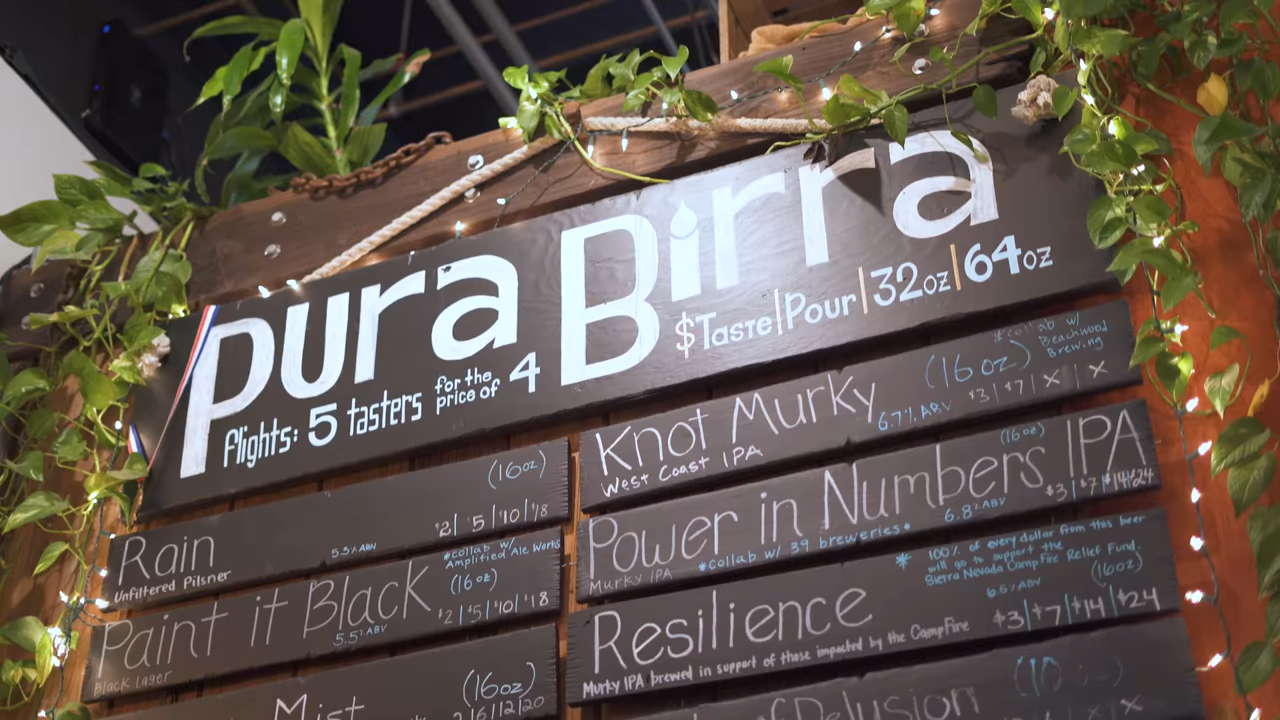 Pura Birra
flights: 5 tasters for the price of 4
$Taste|Pour|32oz|64oz
Rain
(16oz)
Unfiltered Pilsner
5.3% ABV
$2| $5| $10| $18
Paint it Black
*collab w/
Amplified Ale Works
(16oz)
Black Lager
5.5% ABV
$2| $5| $10| $18
Mist
(16oz)
Knot Murky
(16oz)
*collab w/
Beachwood
Brewing
West Coast IPA
6.7% ABV
$3| $7| X | X
Power in Numbers IPA
(16oz)
Murky IPA
*collab w/ 39 breweries*
6.8% ABV
$3| $7| $14| $24
Resilience
* 100% of every dollar from this beer
will go to support the
Sierra Nevada CampFire Relief Fund.
6.5% ABV
(16oz)
$3|$7|$14|$24
Murky IPA brewed in support of those impacted by the CampFire
of Delusion